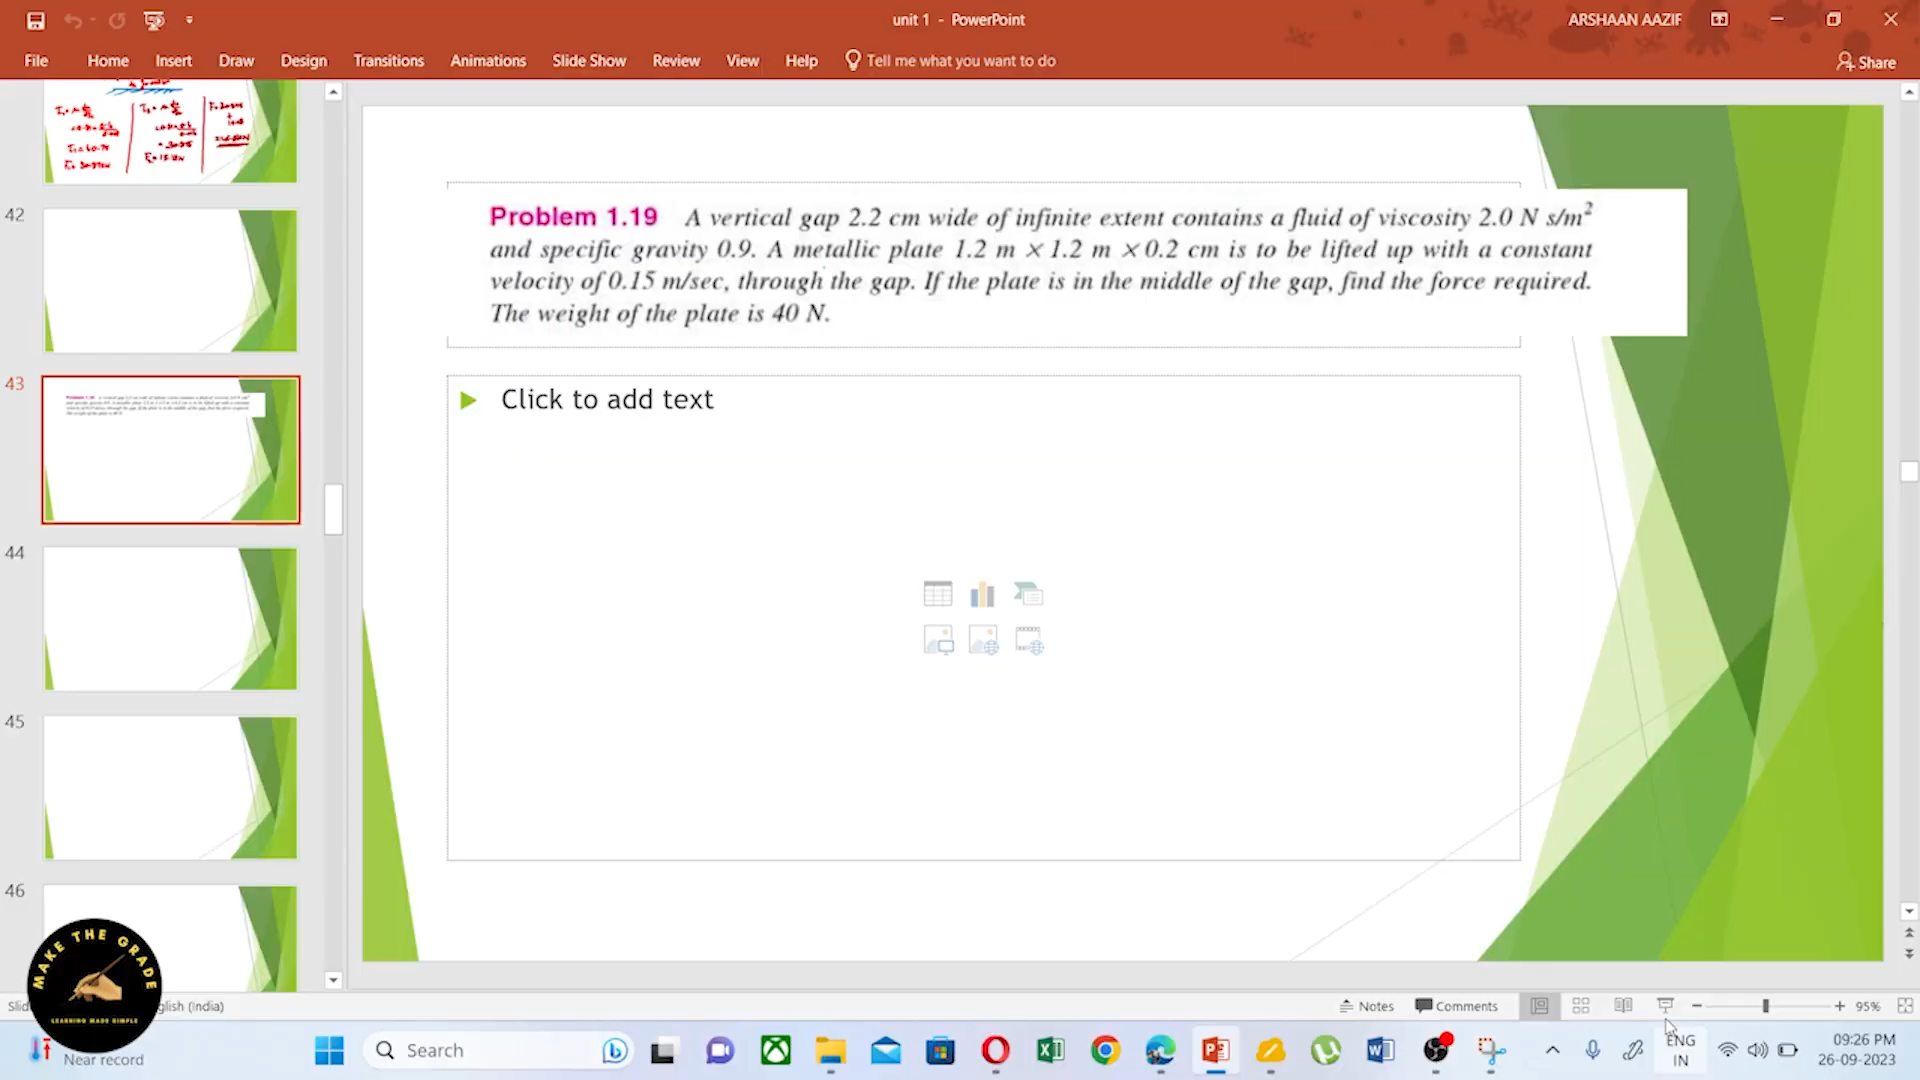 unit 1 - PowerPoint
ARSHAAN AAZIF
File Home Insert Draw Design Transitions Animations Slide Show Review View Help Tell me what you want to do
Share
42
43
44
45
46
Problem 1.19 A vertical gap 2.2 cm wide of infinite extent contains a fluid of viscosity 2.0 N s/m²
and specific gravity 0.9. A metallic plate 1.2 m × 1.2 m × 0.2 cm is to be lifted up with a constant
velocity of 0.15 m/sec, through the gap. If the plate is in the middle of the gap, find the force required.
The weight of the plate is 40 N.
Click to add text
MAKE THE GRADE
LEARNING MADE SIMPLE
glish (India)
Notes Comments
95%
Near record
Search
ENG
IN
09:26 PM
26-09-2023